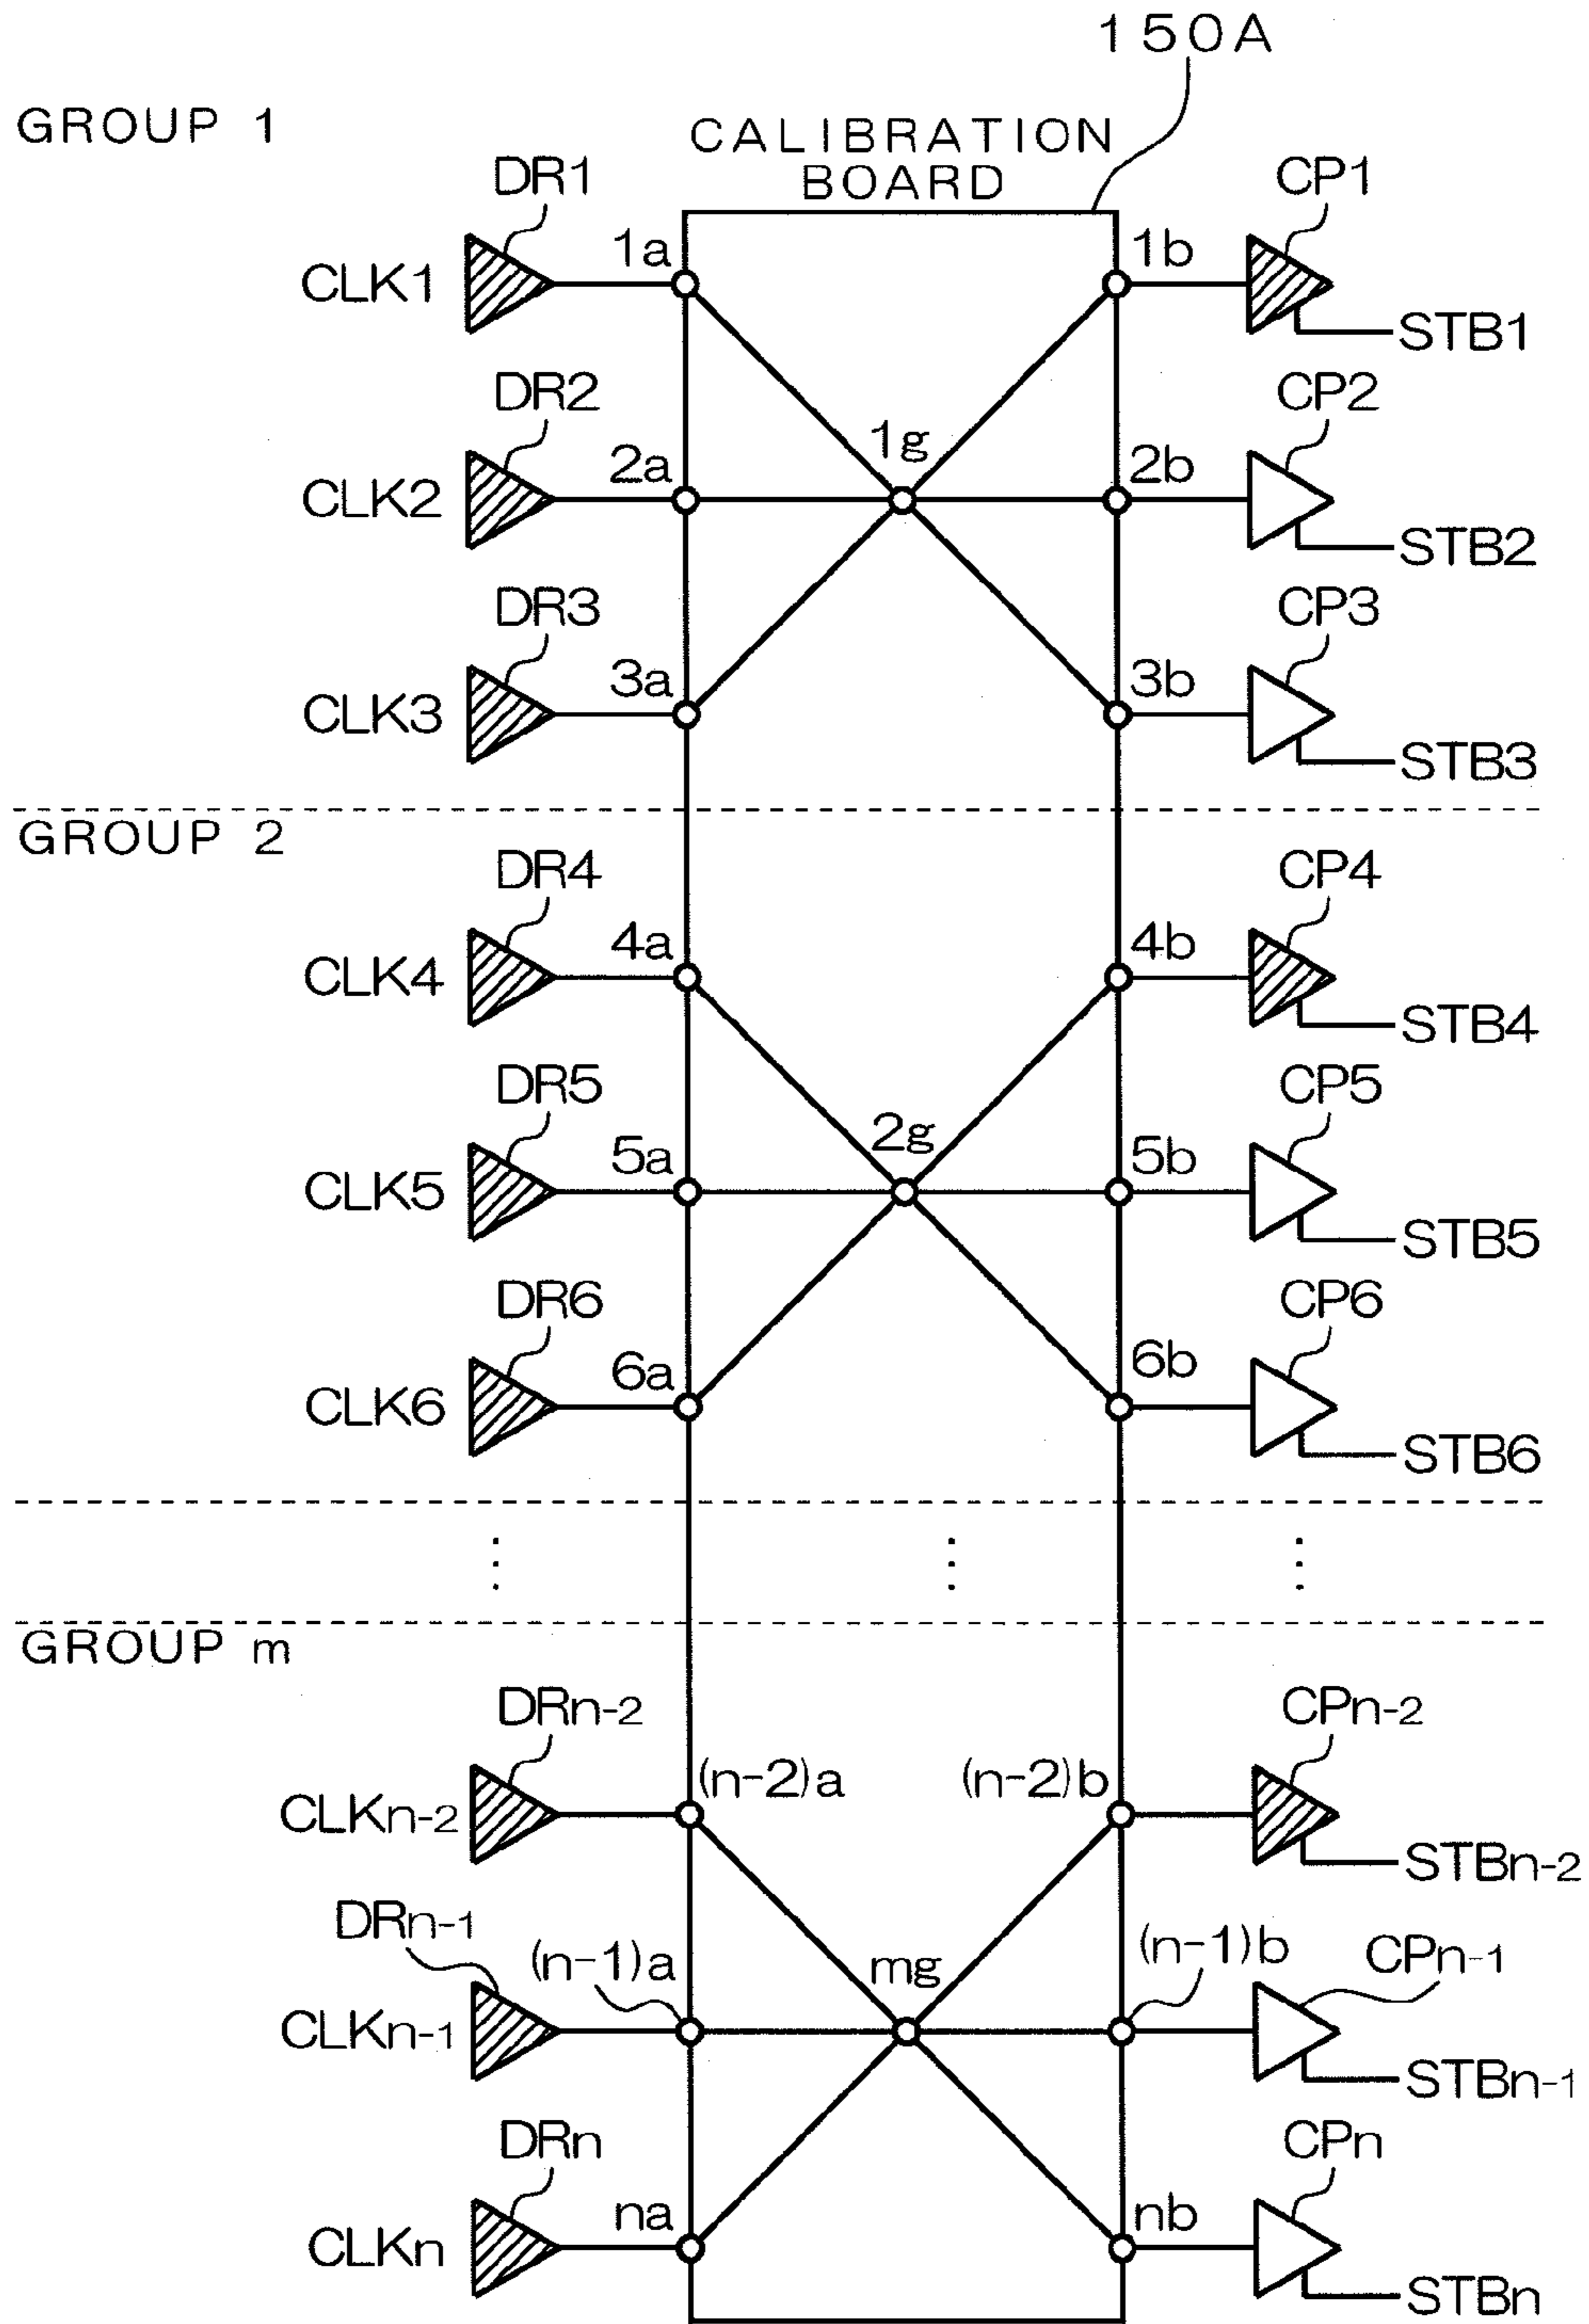 150A
GROUP 1
CALIBRATION
BOARD
DR1
CP1
1a
1b
CLK1
STB1
DR2
CP2
1g
2a
2b
CLK2
STB2
DR3
CP3
3a
3b
CLK3
STB3
GROUP 2
DR4
CP4
4a
4b
CLK4
STB4
DR5
CP5
2g
5a
5b
CLK5
STB5
DR6
CP6
6a
6b
CLK6
STB6
GROUP m
DRn-2
CPn-2
(n-2)a
(n-2)b
CLKn-2
STBn-2
DRn-1
CPn-1
(n-1)a
mg
(n-1)b
CLKn-1
STBn-1
DRn
CPn
na
nb
CLKn
STBn